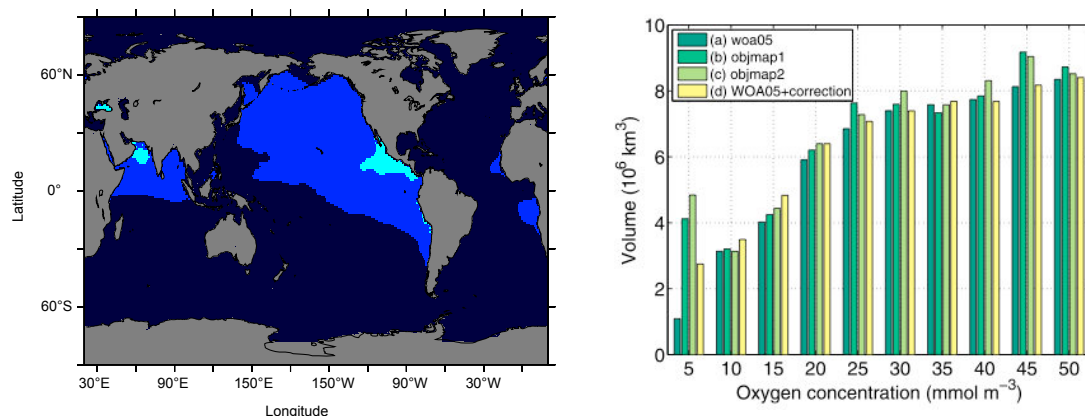 60°N
0°
60°S
Latitude
30°E 90°E 150°E 150°W 90°W 30°W
Longitude
10
8
6
4
2
0
Volume (10⁶ km³)
(a) woa05
(b) objmap1
(c) objmap2
(d) WOA05+correction
5 10 15 20 25 30 35 40 45 50
Oxygen concentration (mmol m⁻³)